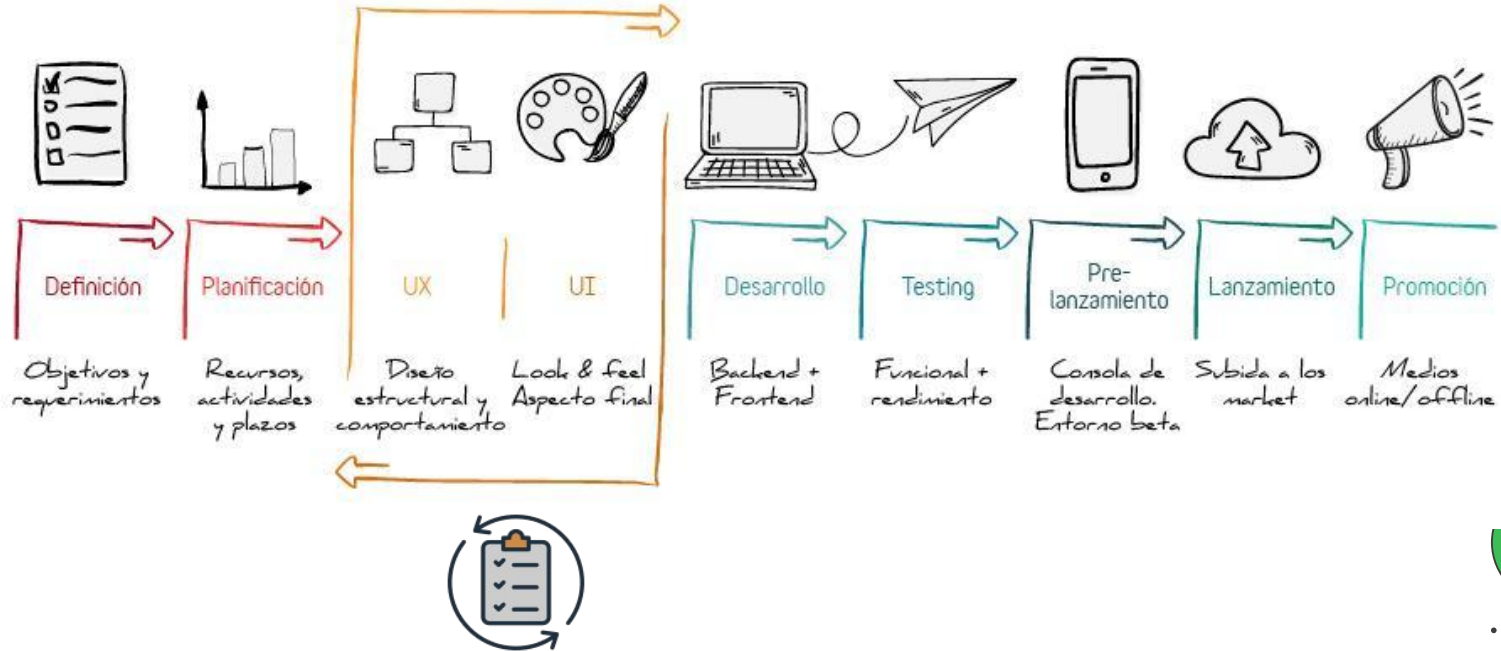 Definición
Planificación
UX
UI
Desarrollo
Testing
Pre-
lanzamiento
Lanzamiento
Promoción
Objetivos y
requerimientos
Recursos,
actividades
y plazos
Diseño
estructural y
comportamiento
Look & feel
Aspecto final
Backend +
Frontend
Funcional +
rendimiento
Consola de
desarrollo.
Entorno beta
Subida a los
market
Medios
online/offline